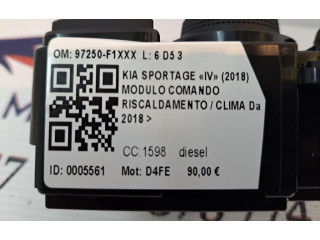 OM: 97250-F1XXX L: 6 D5 3
KIA SPORTAGE «IV» (2018)
MODULO COMANDO
RISCALDAMENTO / CLIMA Da
2018 >
CC:1598 diesel
ID: 0005561 Mot: D4FE 90,00 €